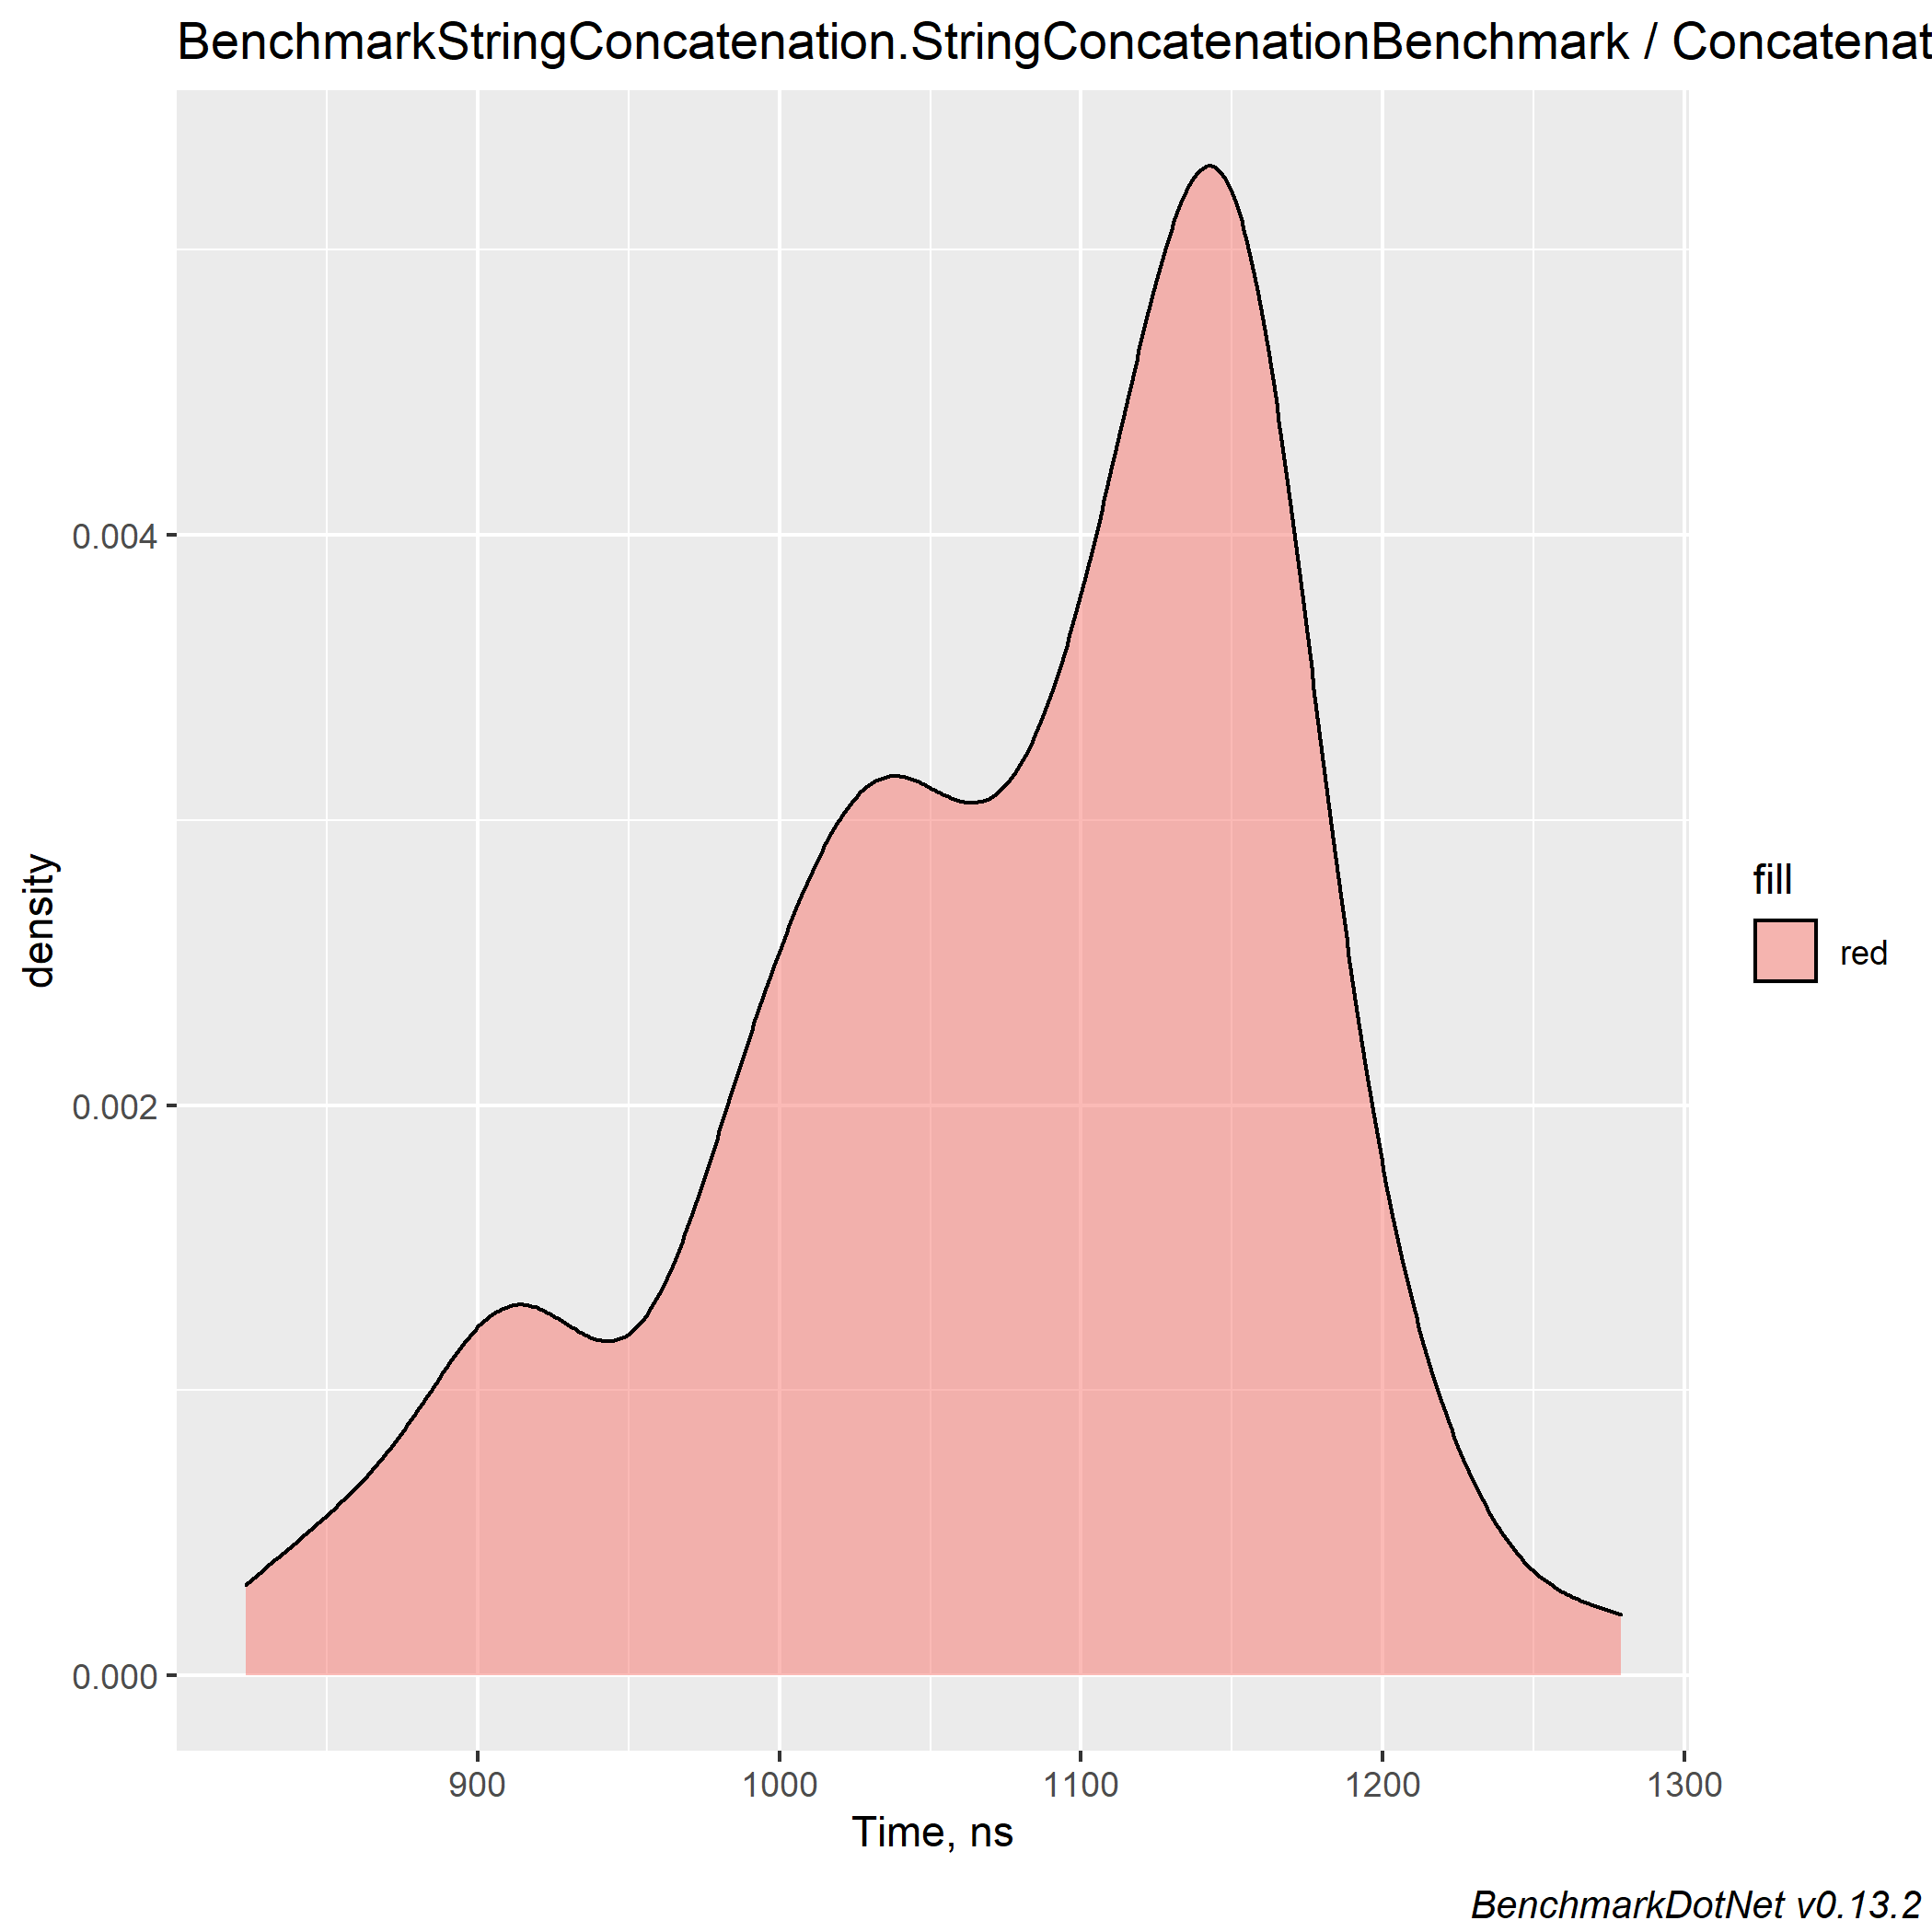 BenchmarkStringConcatenation.StringConcatenationBenchmark / Concatenat
0.004
0.002
0.000
density
900 1000 1100 1200 1300
Time, ns
fill
red
BenchmarkDotNet v0.13.2